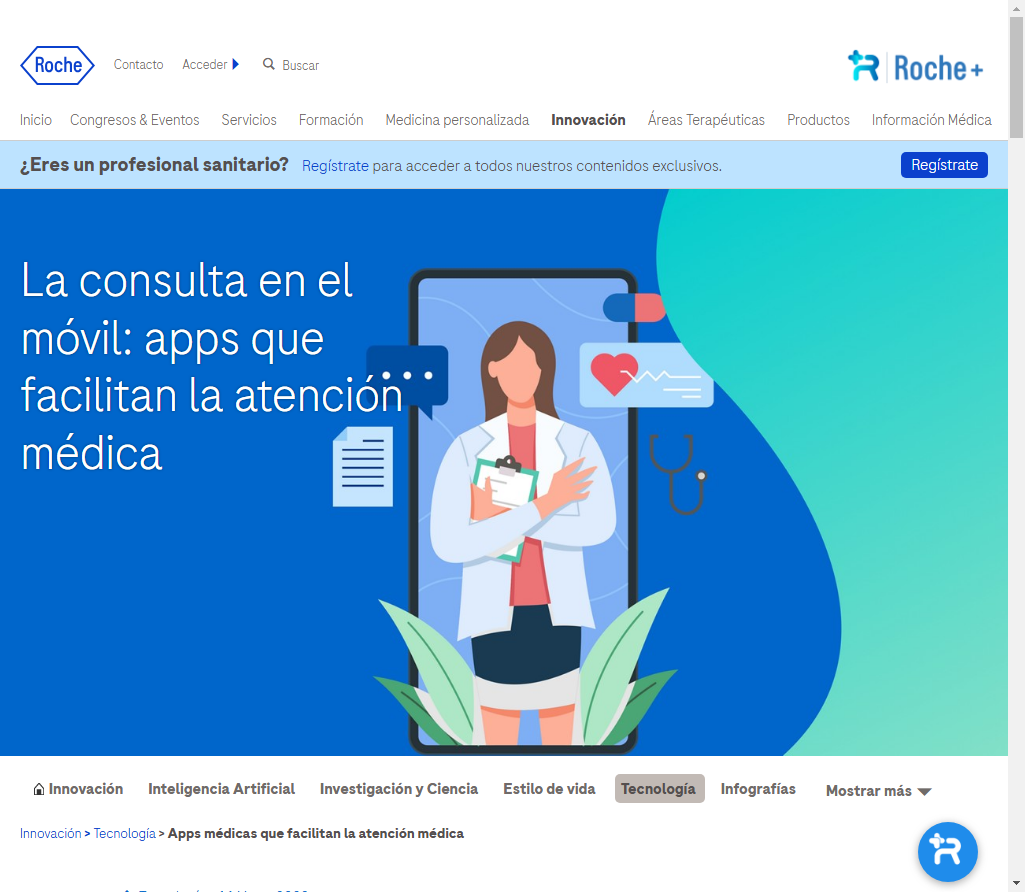 Roche
Contacto
Acceder
Buscar
Roche+
Inicio
Congresos & Eventos
Servicios
Formación
Medicina personalizada
Innovación
Áreas Terapéuticas
Productos
Información Médica
¿Eres un profesional sanitario? Regístrate para acceder a todos nuestros contenidos exclusivos.
Regístrate
La consulta en el
móvil: apps que
facilitan la atención
médica
Innovación
Inteligencia Artificial
Investigación y Ciencia
Estilo de vida
Tecnología
Infografías
Mostrar más
Innovación > Tecnología > Apps médicas que facilitan la atención médica